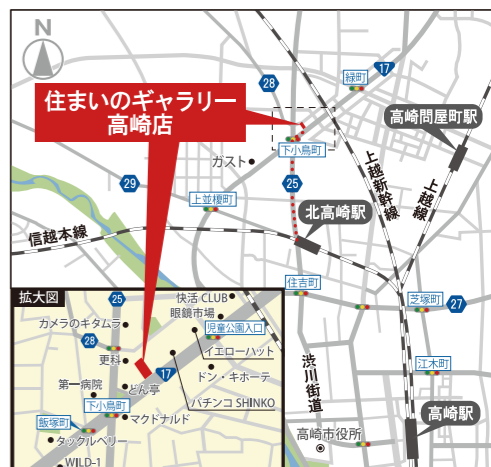 N
28
緑町
17
住まいのギャラリー
高崎店
高崎問屋町駅
下小鳥町
ガスト
上越新幹線
上越線
29
25
上並榎町
北高崎駅
信越本線
住吉町
芝塚町
27
拡大図
25
快活 CLUB
眼鏡市場
カメラのキタムラ
児童公園入口
28
イエローハット
更科
17
ドン・キホーテ
どん亭
第一病院
パチンコ SHINKO
下小鳥町
マクドナルド
飯塚町
タックルベリー
WILD-1
渋川街道
江木町
高崎駅
高崎市役所